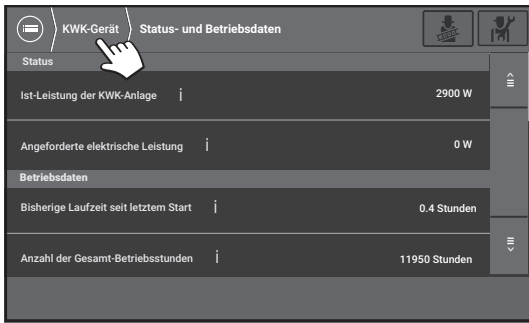 KWK-Gerät Status- und Betriebsdaten
Status
Ist-Leistung der KWK-Anlage i 2900 W
Angeforderte elektrische Leistung i 0 W
Betriebsdaten
Bisherige Laufzeit seit letztem Start i 0.4 Stunden
Anzahl der Gesamt-Betriebsstunden i 11950 Stunden